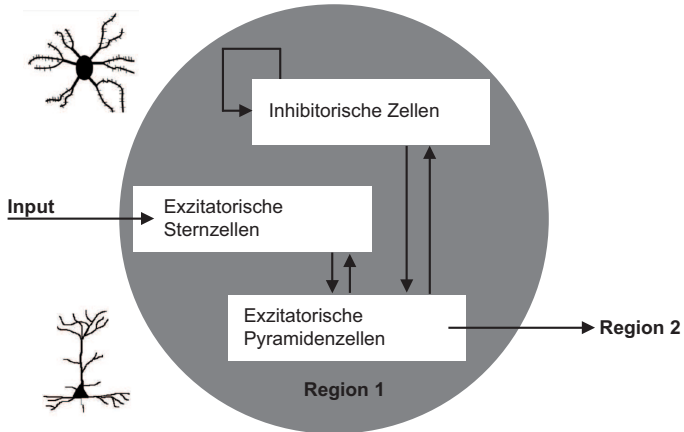 Inhibitorische Zellen
Input
Exzitatorische
Sternzellen
Exzitatorische
Pyramidenzellen
Region 2
Region 1